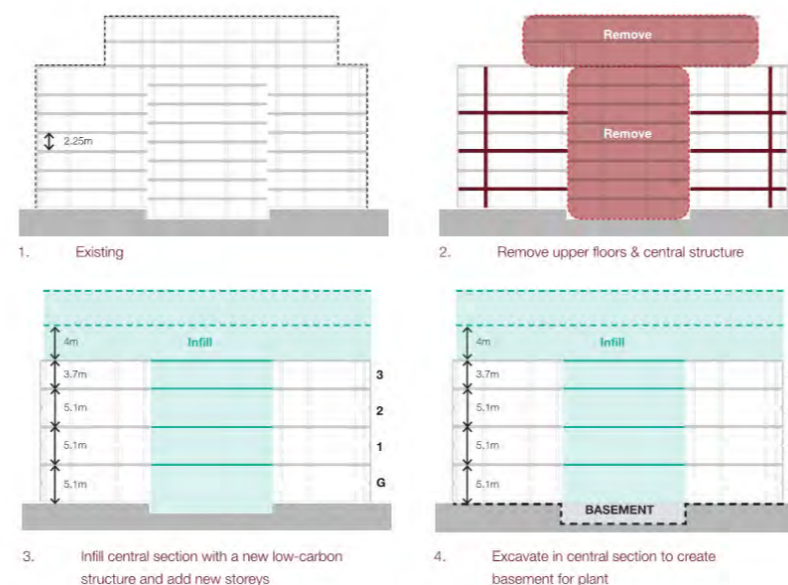 2.25m
1. Existing
Remove
Remove
2. Remove upper floors & central structure
4m
Infill
3.7m
3
5.1m
2
5.1m
1
5.1m
G
3. Infill central section with a new low-carbon
structure and add new storeys
4m
Infill
3.7m
5.1m
5.1m
5.1m
BASEMENT
4. Excavate in central section to create
basement for plant